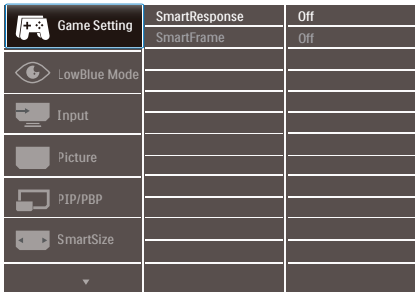 Game Setting
SmartResponse
Off
SmartFrame
Off
LowBlue Mode
Input
Picture
PIP/PBP
SmartSize